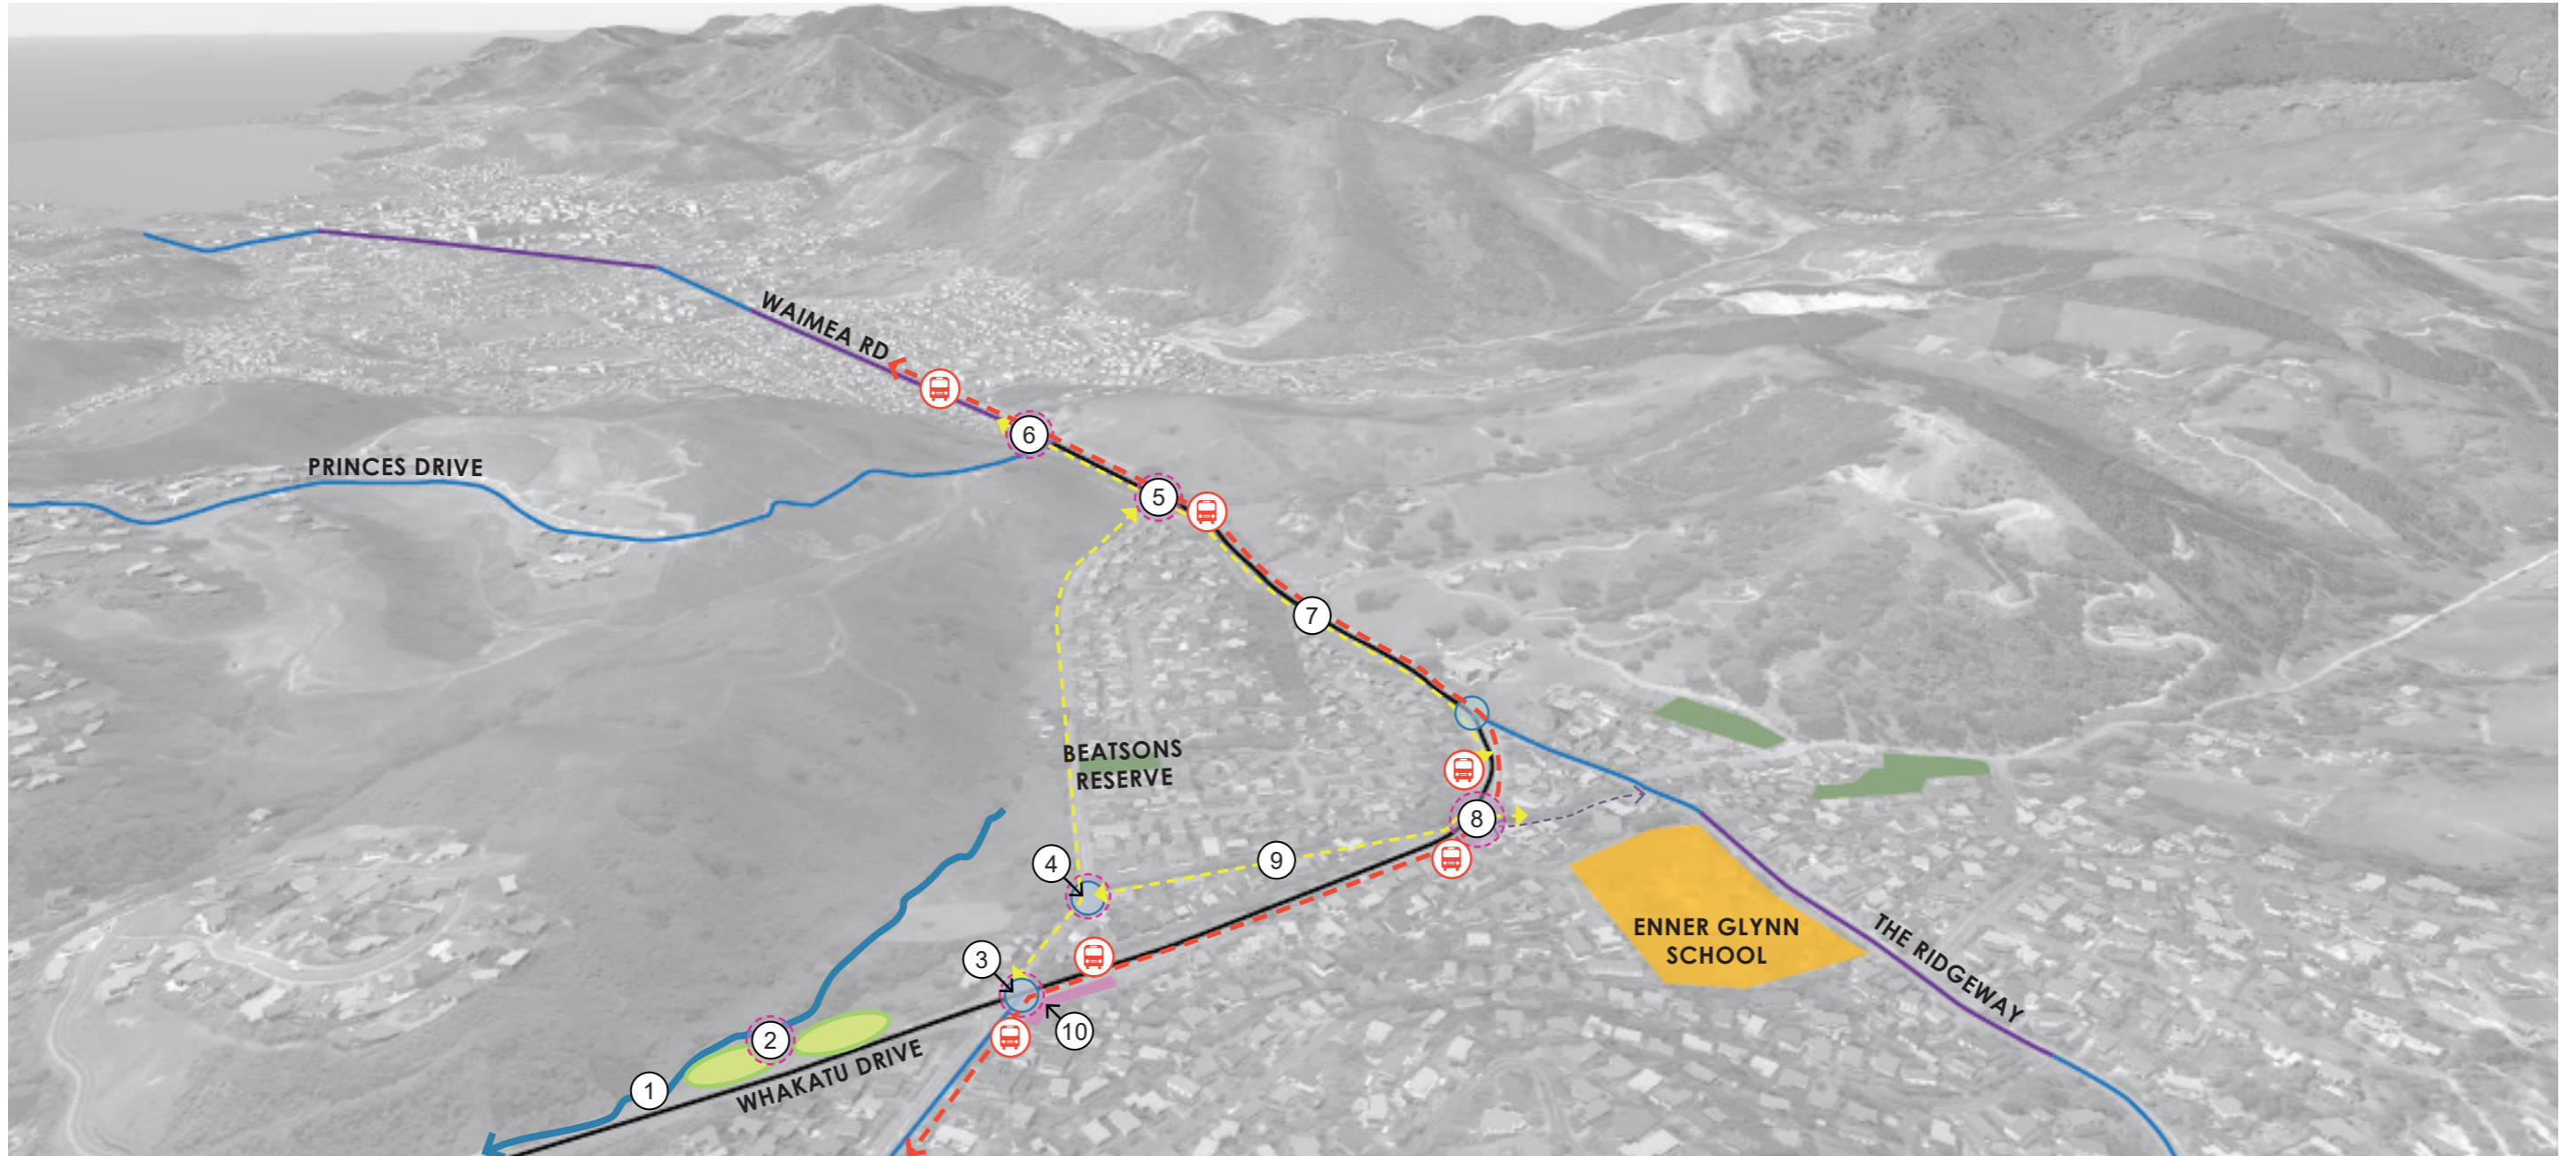 WAIMEA RD
6
PRINCES DRIVE
5
7
BEATSONS
RESERVE
8
4
9
ENNER GLYNN
SCHOOL
THE RIDGEWAY
3
10
2
WHAKATU DRIVE
1